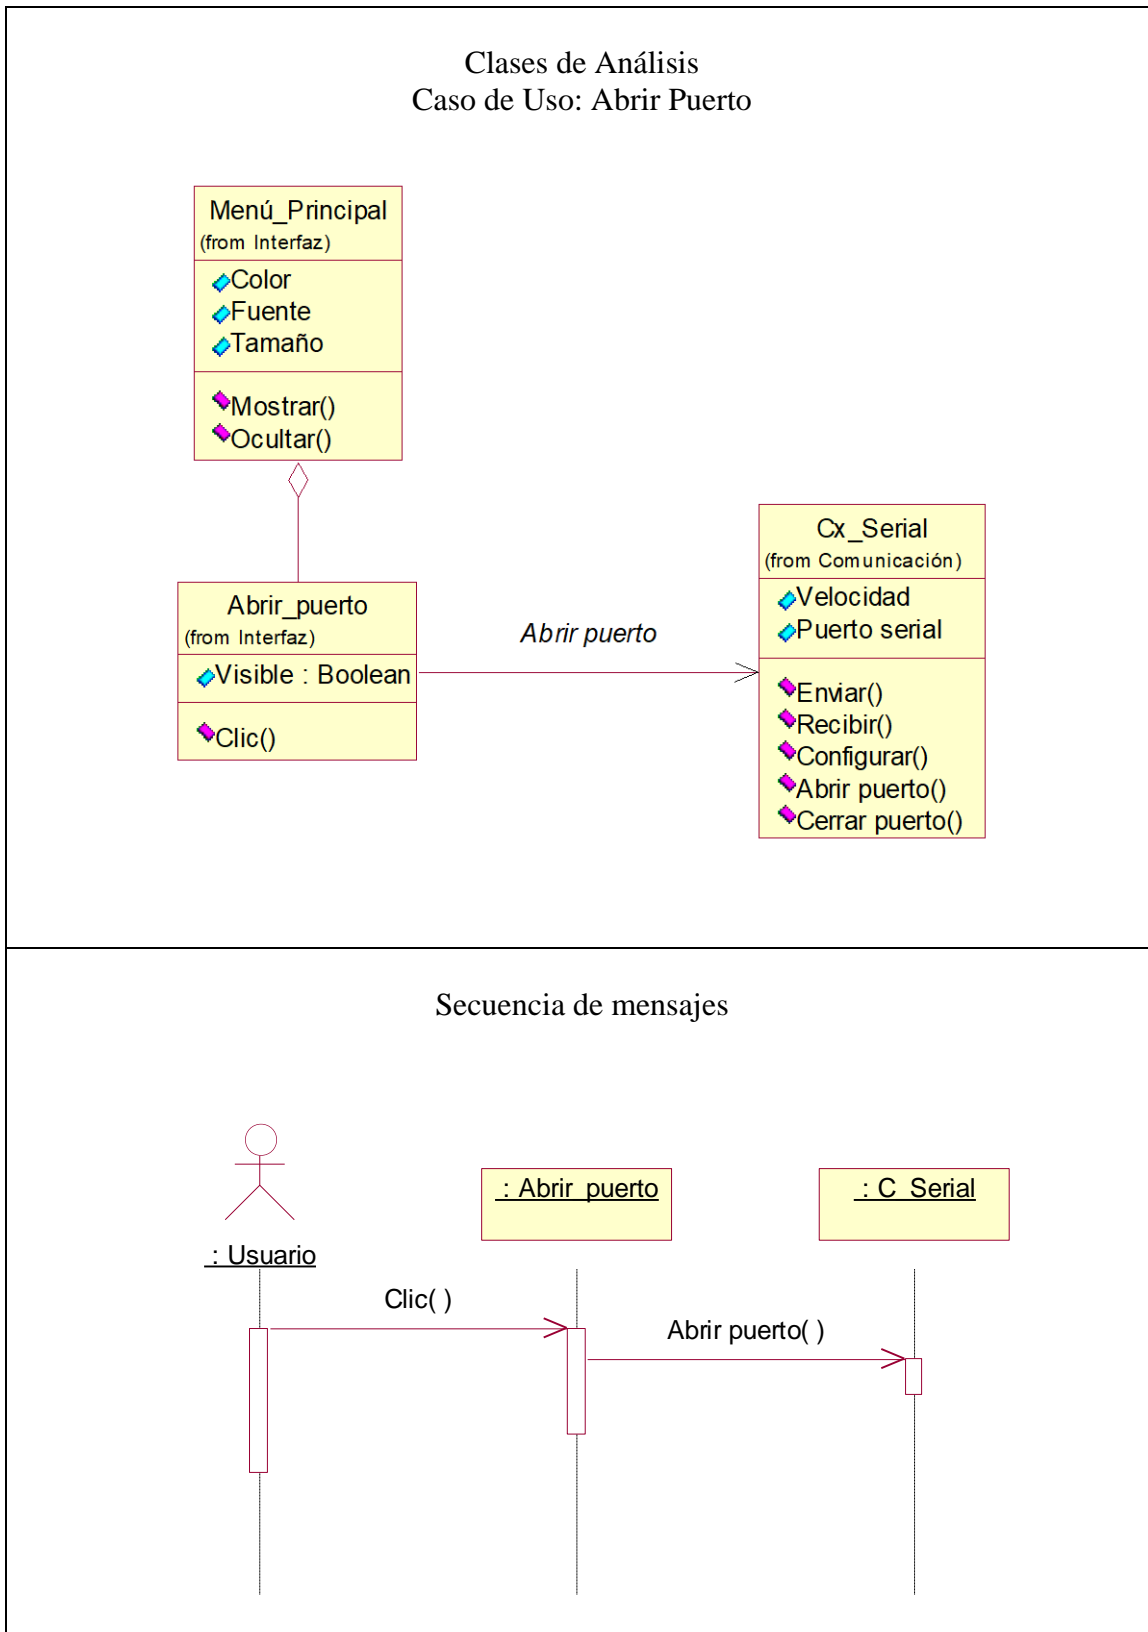 Clases de Análisis
Caso de Uso: Abrir Puerto
Menú_Principal
(from Interfaz)
Color
Fuente
Tamaño
Mostrar()
Ocultar()
Abrir_puerto
(from Interfaz)
Visible : Boolean
Clic()
Abrir puerto
Cx_Serial
(from Comunicación)
Velocidad
Puerto serial
Enviar()
Recibir()
Configurar()
Abrir puerto()
Cerrar puerto()
Secuencia de mensajes
: Usuario
: Abrir_puerto
: C_Serial
Clic( )
Abrir puerto( )